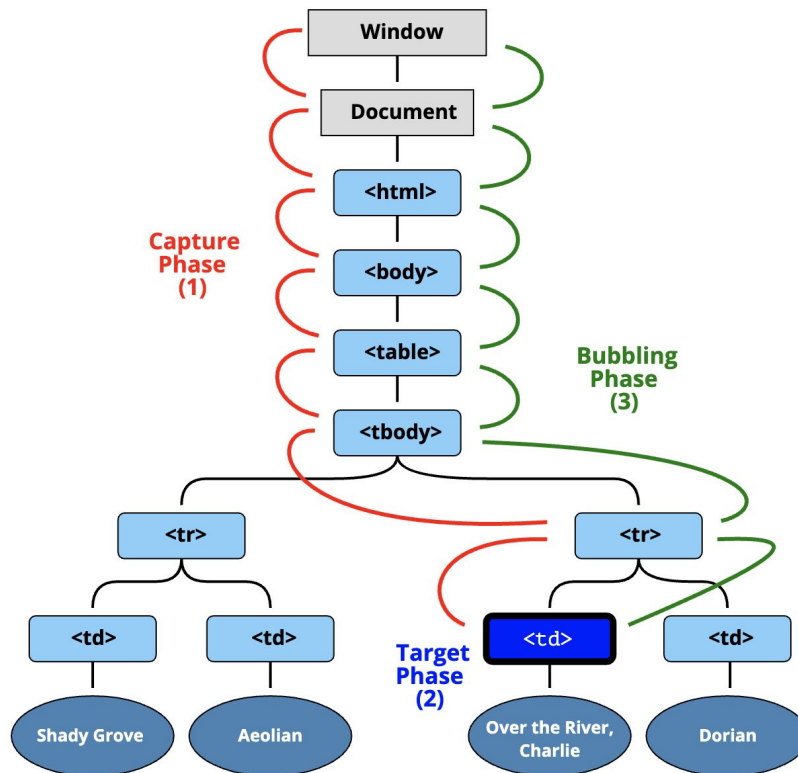 Window
Document
<html>
Capture
Phase
(1)
<body>
<table>
Bubbling
Phase
(3)
<tbody>
<tr>
<tr>
<td>
<td>
Target
Phase
(2)
<td>
<td>
Shady Grove
Aeolian
Over the River,
Charlie
Dorian